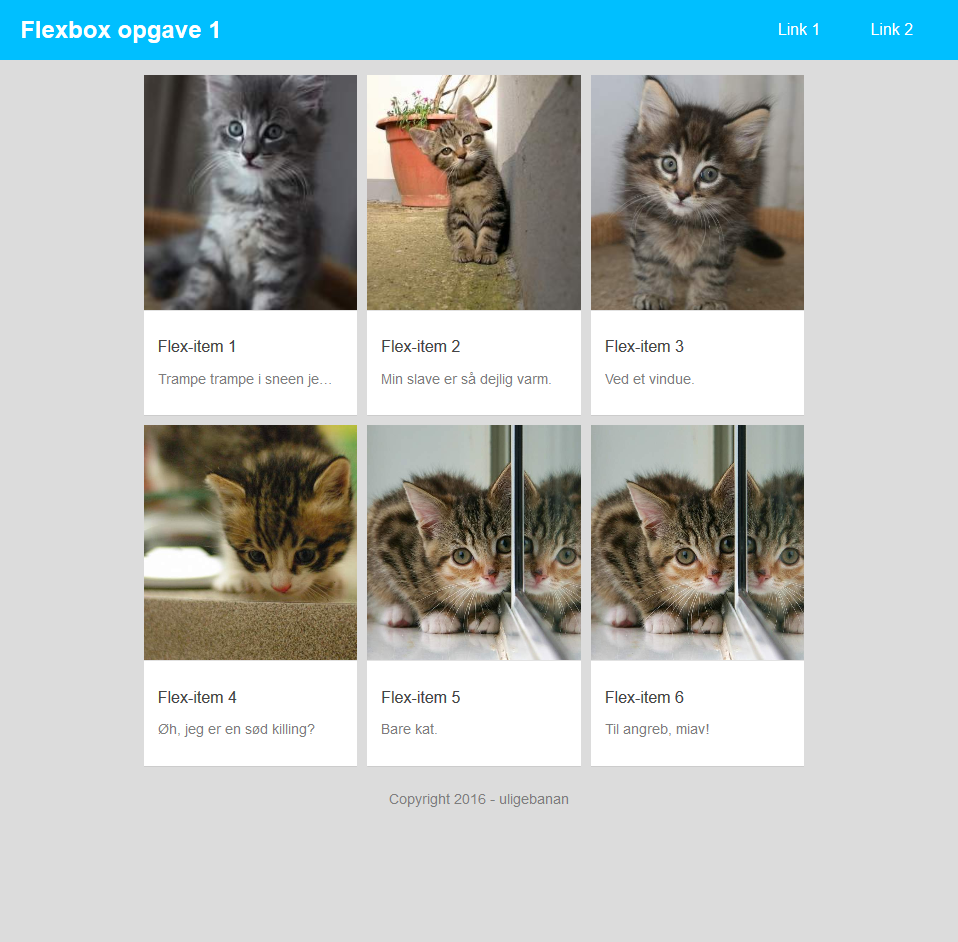 Flexbox opgave 1
Link 1
Link 2
Flex-item 1
Trampe trampe i sneen je…
Flex-item 2
Min slave er så dejlig varm.
Flex-item 3
Ved et vindue.
Flex-item 4
Øh, jeg er en sød killing?
Flex-item 5
Bare kat.
Flex-item 6
Til angreb, miav!
Copyright 2016 - uligebanan